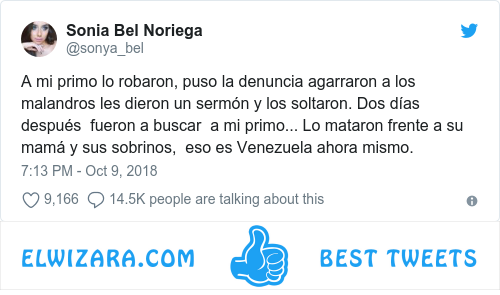 Sonia Bel Noriega
@sonya_bel
A mi primo lo robaron, puso la denuncia agarraron a los
malandros les dieron un sermón y los soltaron. Dos días
después  fueron a buscar  a mi primo... Lo mataron frente a su
mamá y sus sobrinos,  eso es Venezuela ahora mismo.
7:13 PM - Oct 9, 2018
9,166 14.5K people are talking about this
ELWIZARA.COM BEST TWEETS